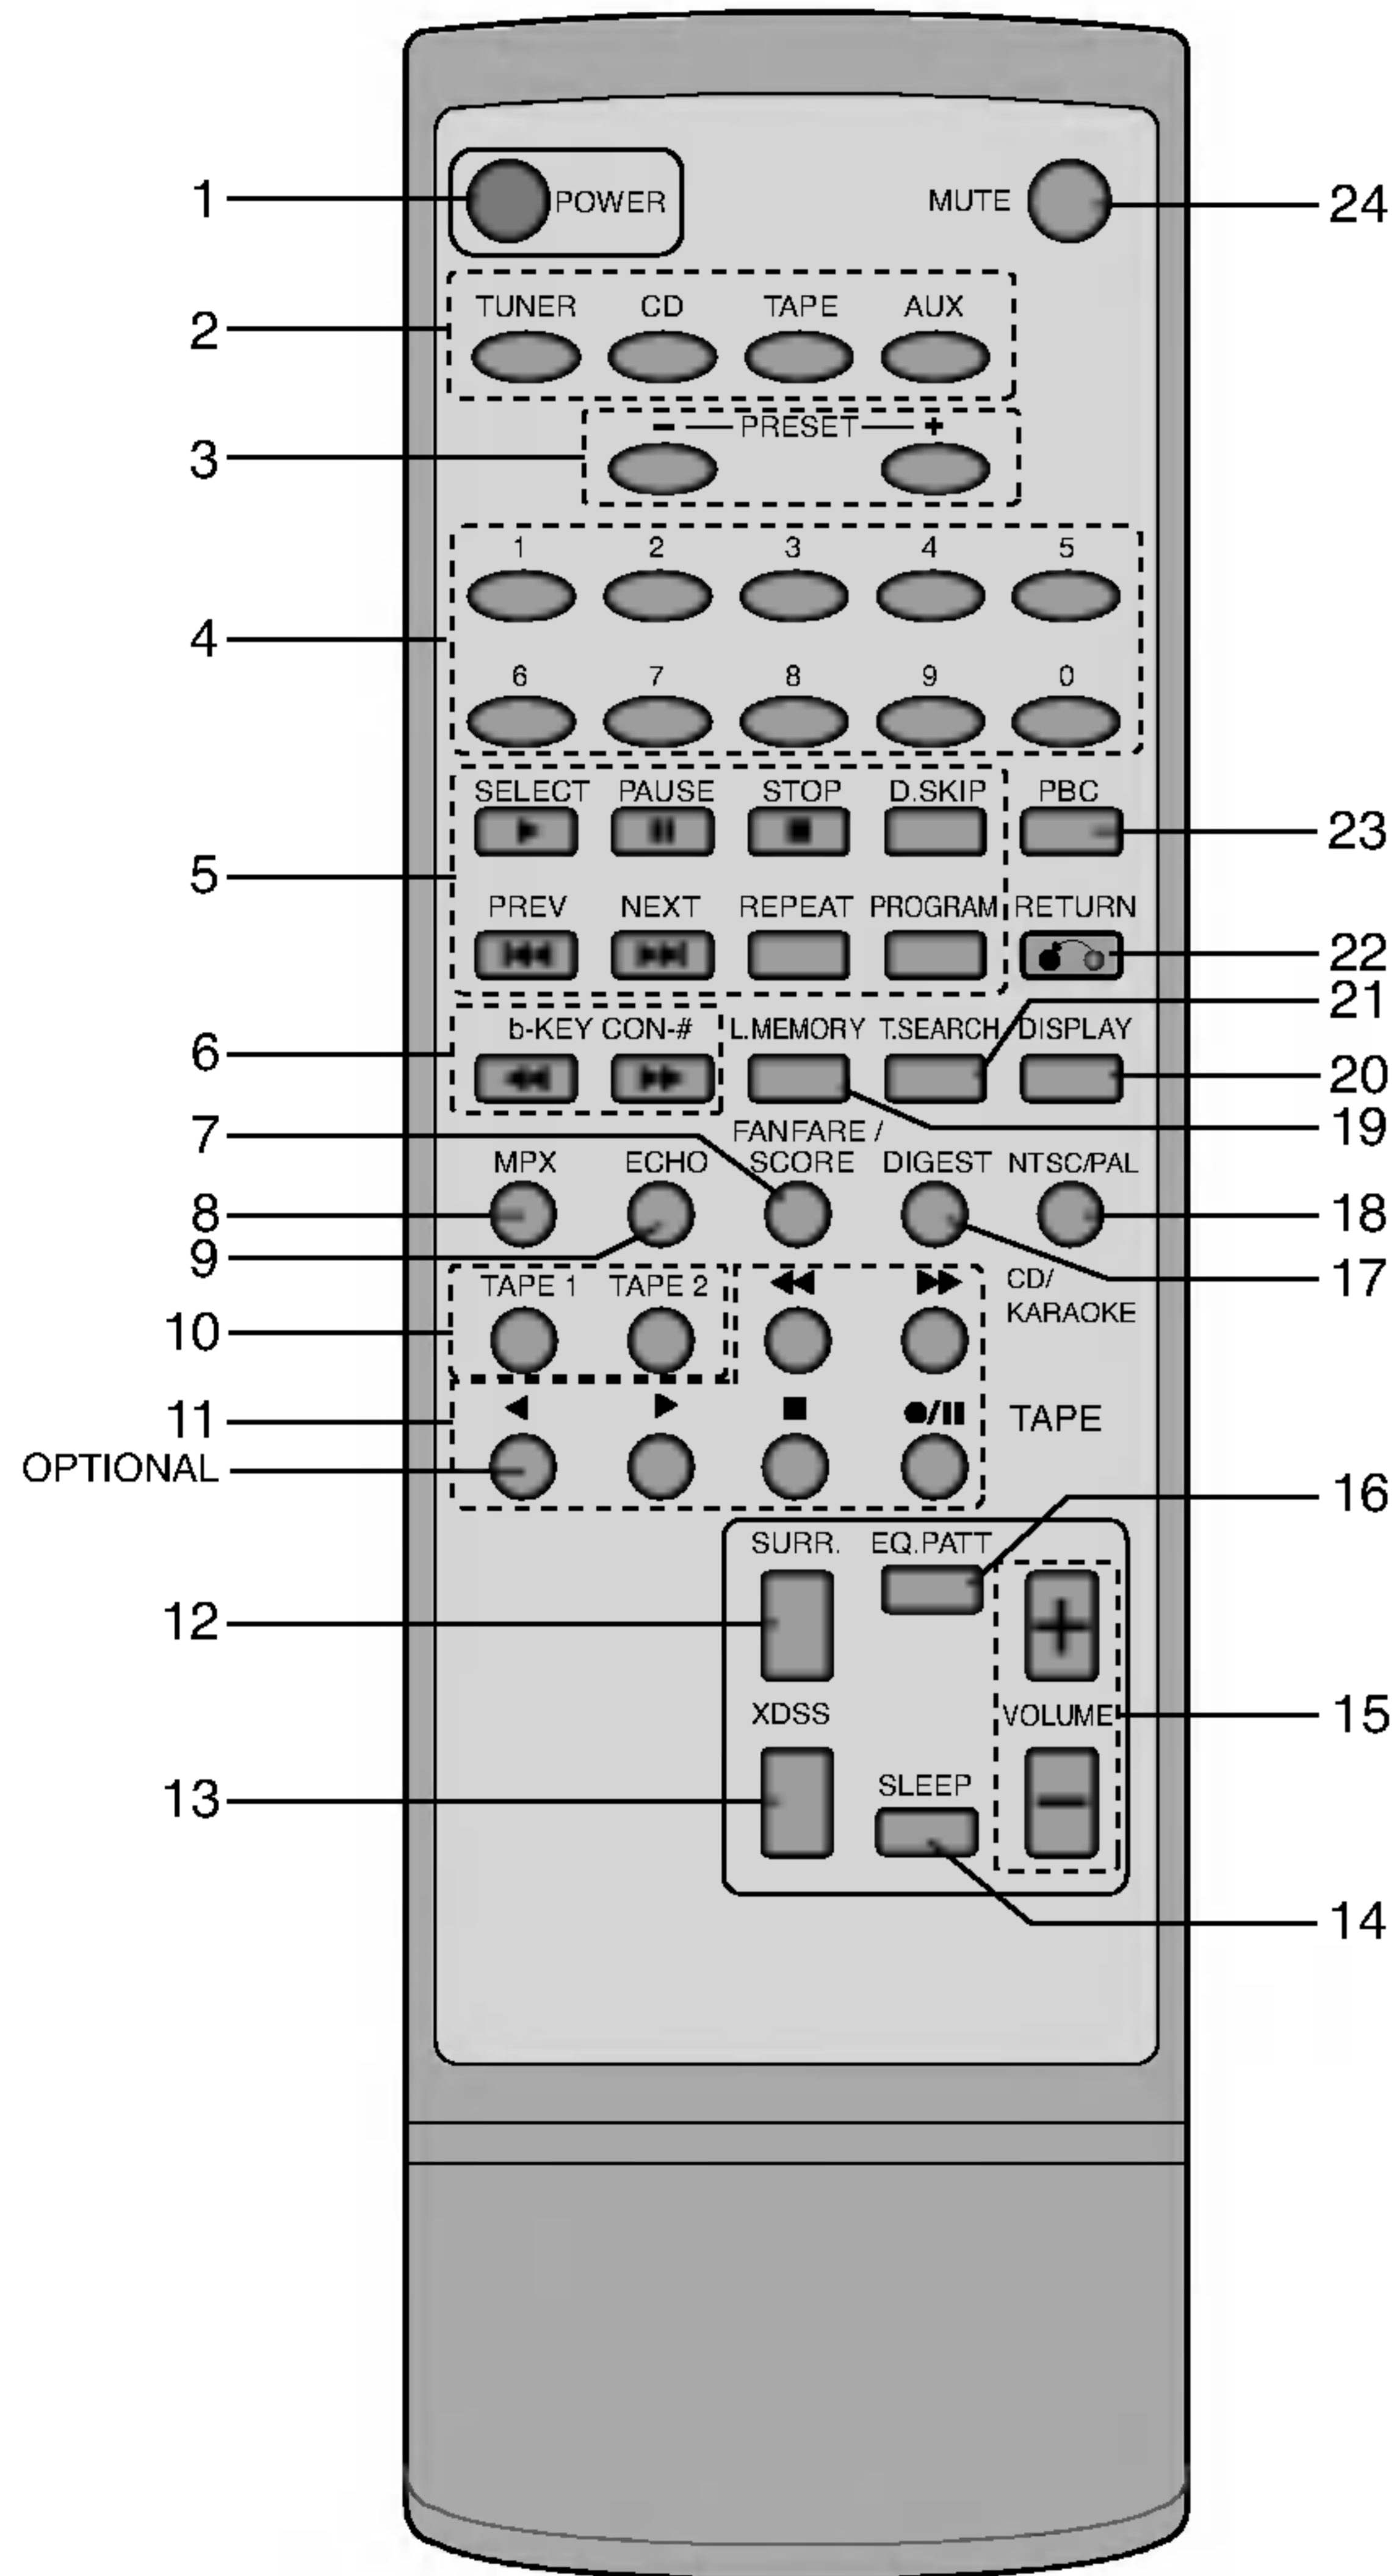 1 POWER MUTE 24
2 TUNER CD TAPE AUX
3 − PRESET +
1 2 3 4 5
4
6 7 8 9 0
SELECT PAUSE STOP D.SKIP PBC
23
5
PREV NEXT REPEAT PROGRAM RETURN
22
21
6 b-KEY CON-# L.MEMORY T.SEARCH DISPLAY
20
19
7 FANFARE /
MPX ECHO SCORE DIGEST NTSC/PAL
8 18
9
17
TAPE 1 TAPE 2 CD/
KARAOKE
10
11 TAPE
OPTIONAL
16
SURR. EQ.PATT
12
XDSS VOLUME 15
13 SLEEP
14